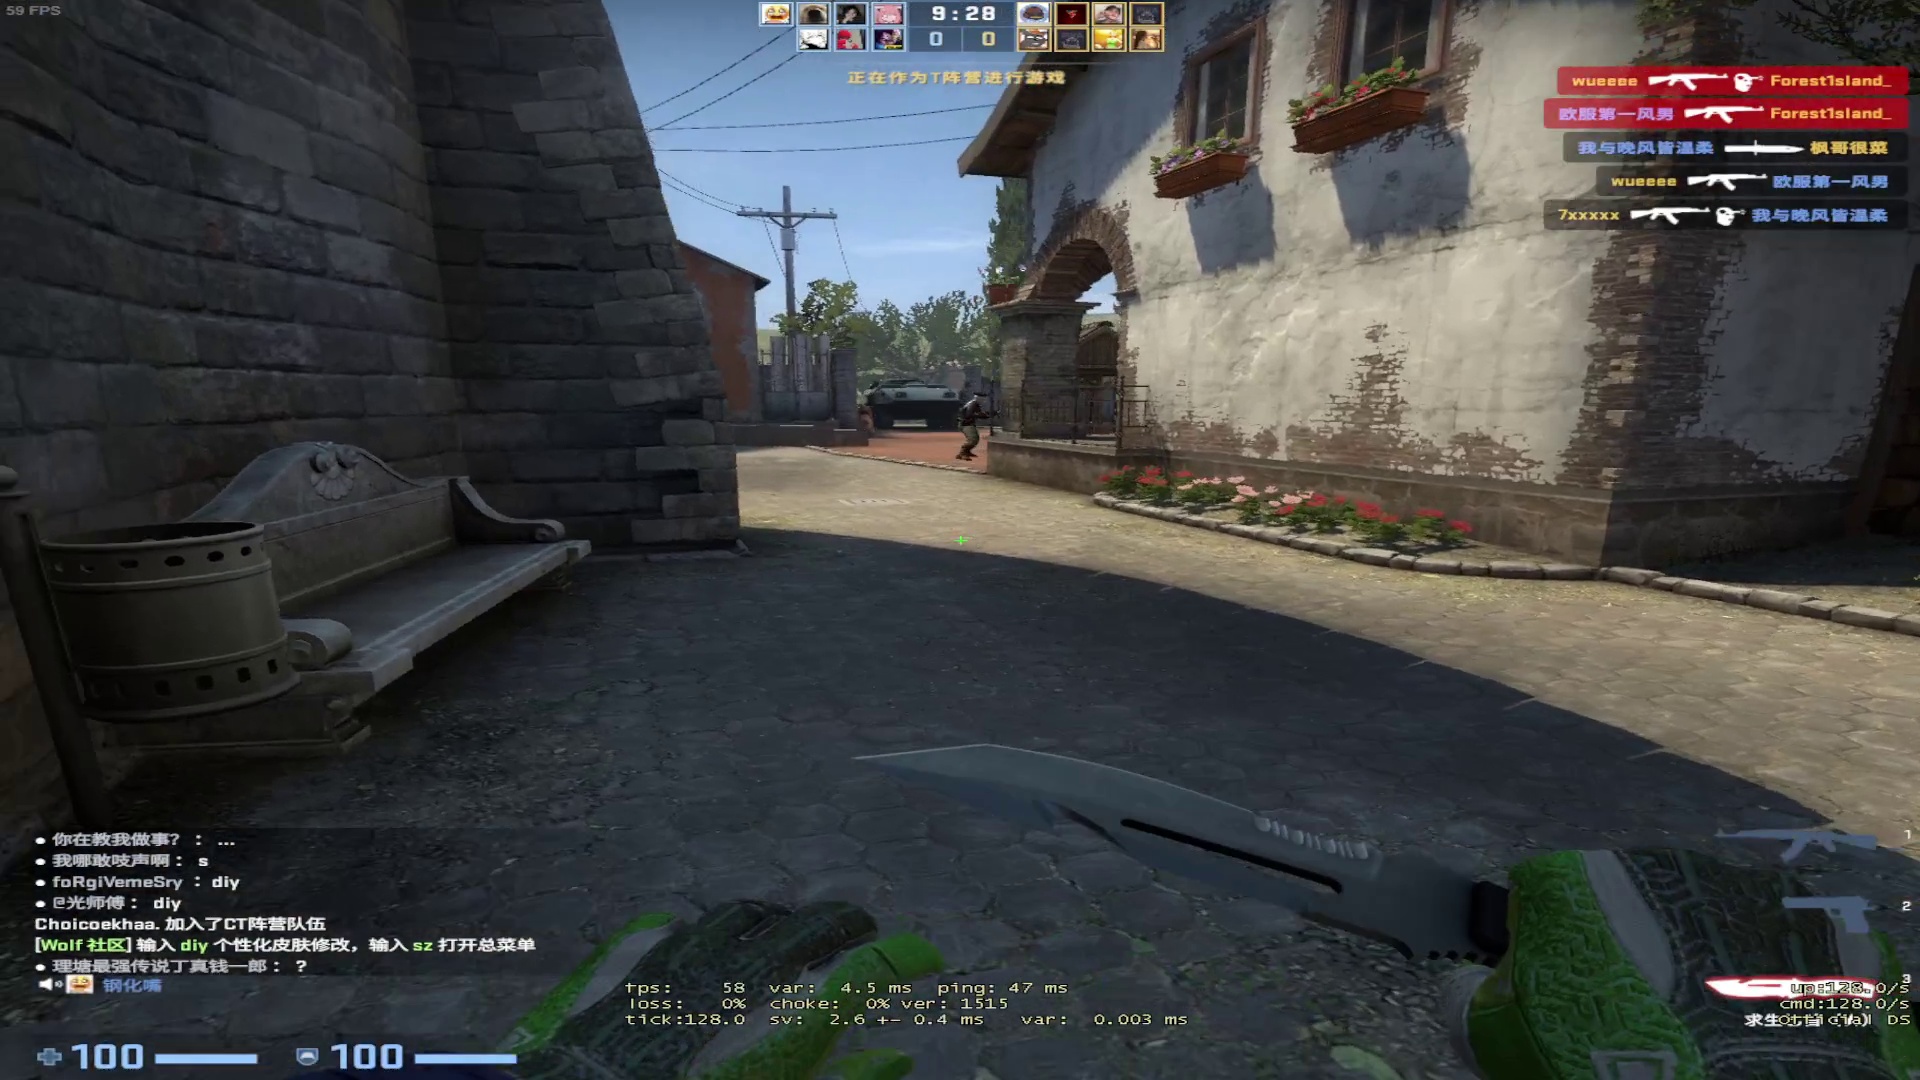 59 FPS
9:28
0 0
正在作为T阵营进行游戏
wueeee Forest1sland_
欧服第一风男 Forest1sland_
我与晚风皆温柔 枫哥很菜
wueeee 欧服第一风男
7xxxxx 我与晚风皆温柔
● 你在教我做事? : ...
● 我哪敢吱声啊: s
● foRgiVemeSry : diy
● @光师傅: diy
Choicoekhaa. 加入了CT阵营队伍
[Wolf 社区] 输入 diy 个性化皮肤修改，输入 sz 打开总菜单
● 理塘最强传说丁真钱一郎: ?
钢化嘴
1
2
3
fps: 58 var: 4.5 ms ping: 47 ms
loss: 0% choke: 0% ver: 1515
tick:128.0 sv: 2.6 +- 0.4 ms var: 0.003 ms
up:128.0/s
cmd:128.0/s
100 100